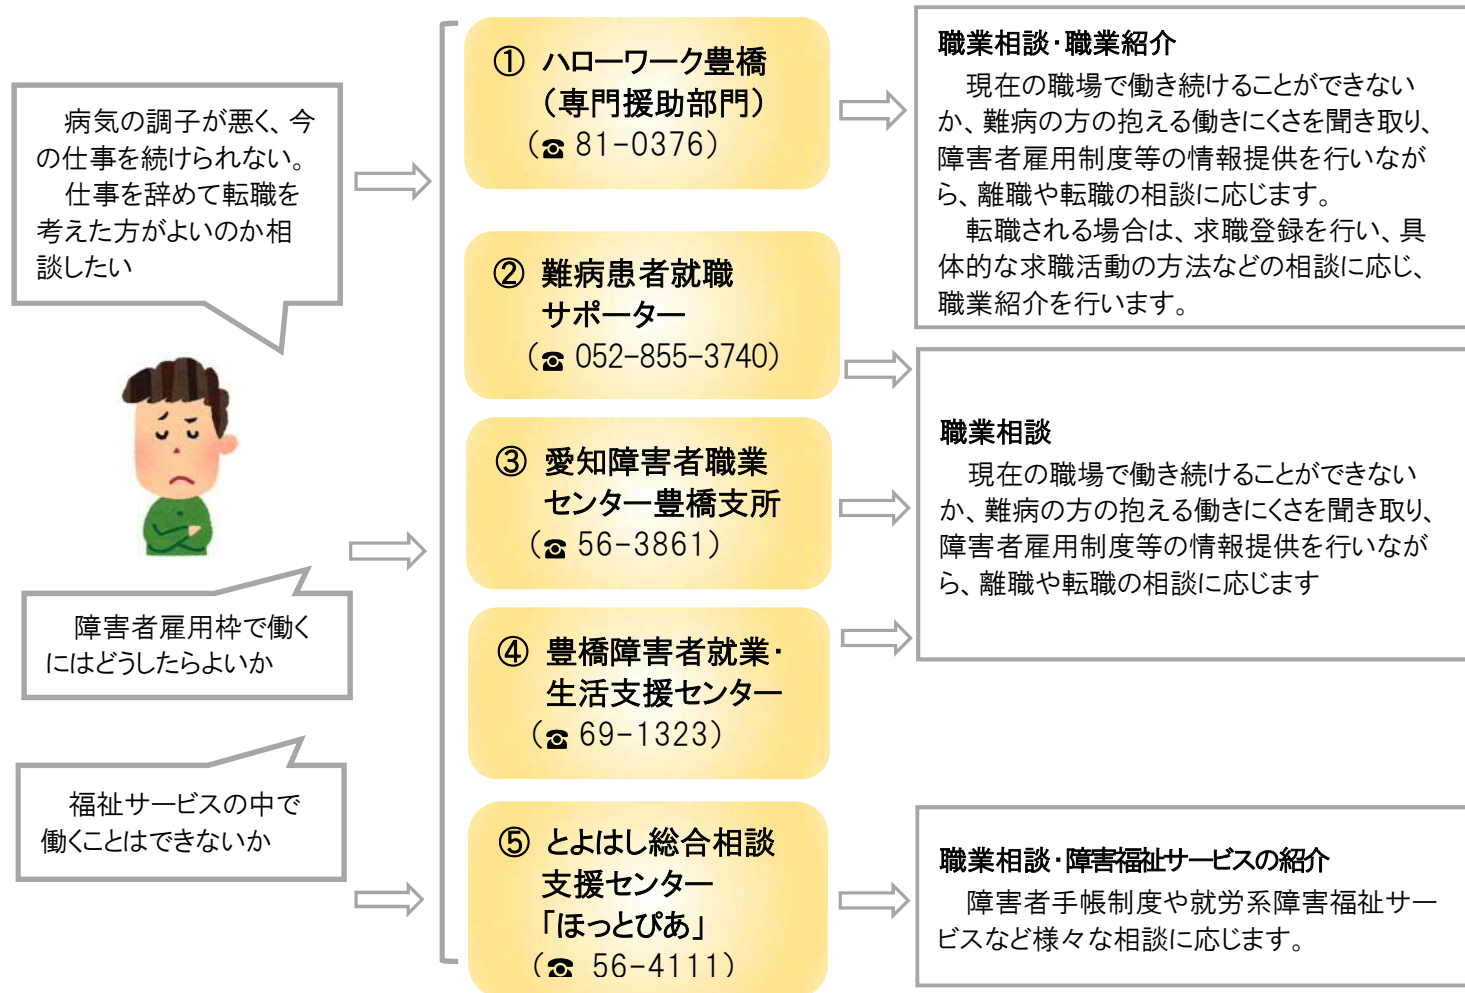 病気の調子が悪く、今
の仕事を続けられない。
仕事を辞めて転職を
考えた方がよいのか相
談したい
障害者雇用枠で働く
にはどうしたらよいか
福祉サービスの中で
働くことはできないか
① ハローワーク豊橋
（専門援助部門）
（☎ 81-0376）
② 難病患者就職
サポーター
（☎ 052-855-3740）
③ 愛知障害者職業
センター豊橋支所
（☎ 56-3861）
④ 豊橋障害者就業・
生活支援センター
（☎ 69-1323）
⑤ とよはし総合相談
支援センター
「ほっとぴあ」
（☎ 56-4111）
職業相談・職業紹介
現在の職場で働き続けることができない
か、難病の方の抱える働きにくさを聞き取り、
障害者雇用制度等の情報提供を行いなが
ら、離職や転職の相談に応じます。
転職される場合は、求職登録を行い、具
体的な求職活動の方法などの相談に応じ、
職業紹介を行います。
職業相談
現在の職場で働き続けることができない
か、難病の方の抱える働きにくさを聞き取り、
障害者雇用制度等の情報提供を行いなが
ら、離職や転職の相談に応じます
職業相談・障害福祉サービスの紹介
障害者手帳制度や就労系障害福祉サー
ビスなど様々な相談に応じます。